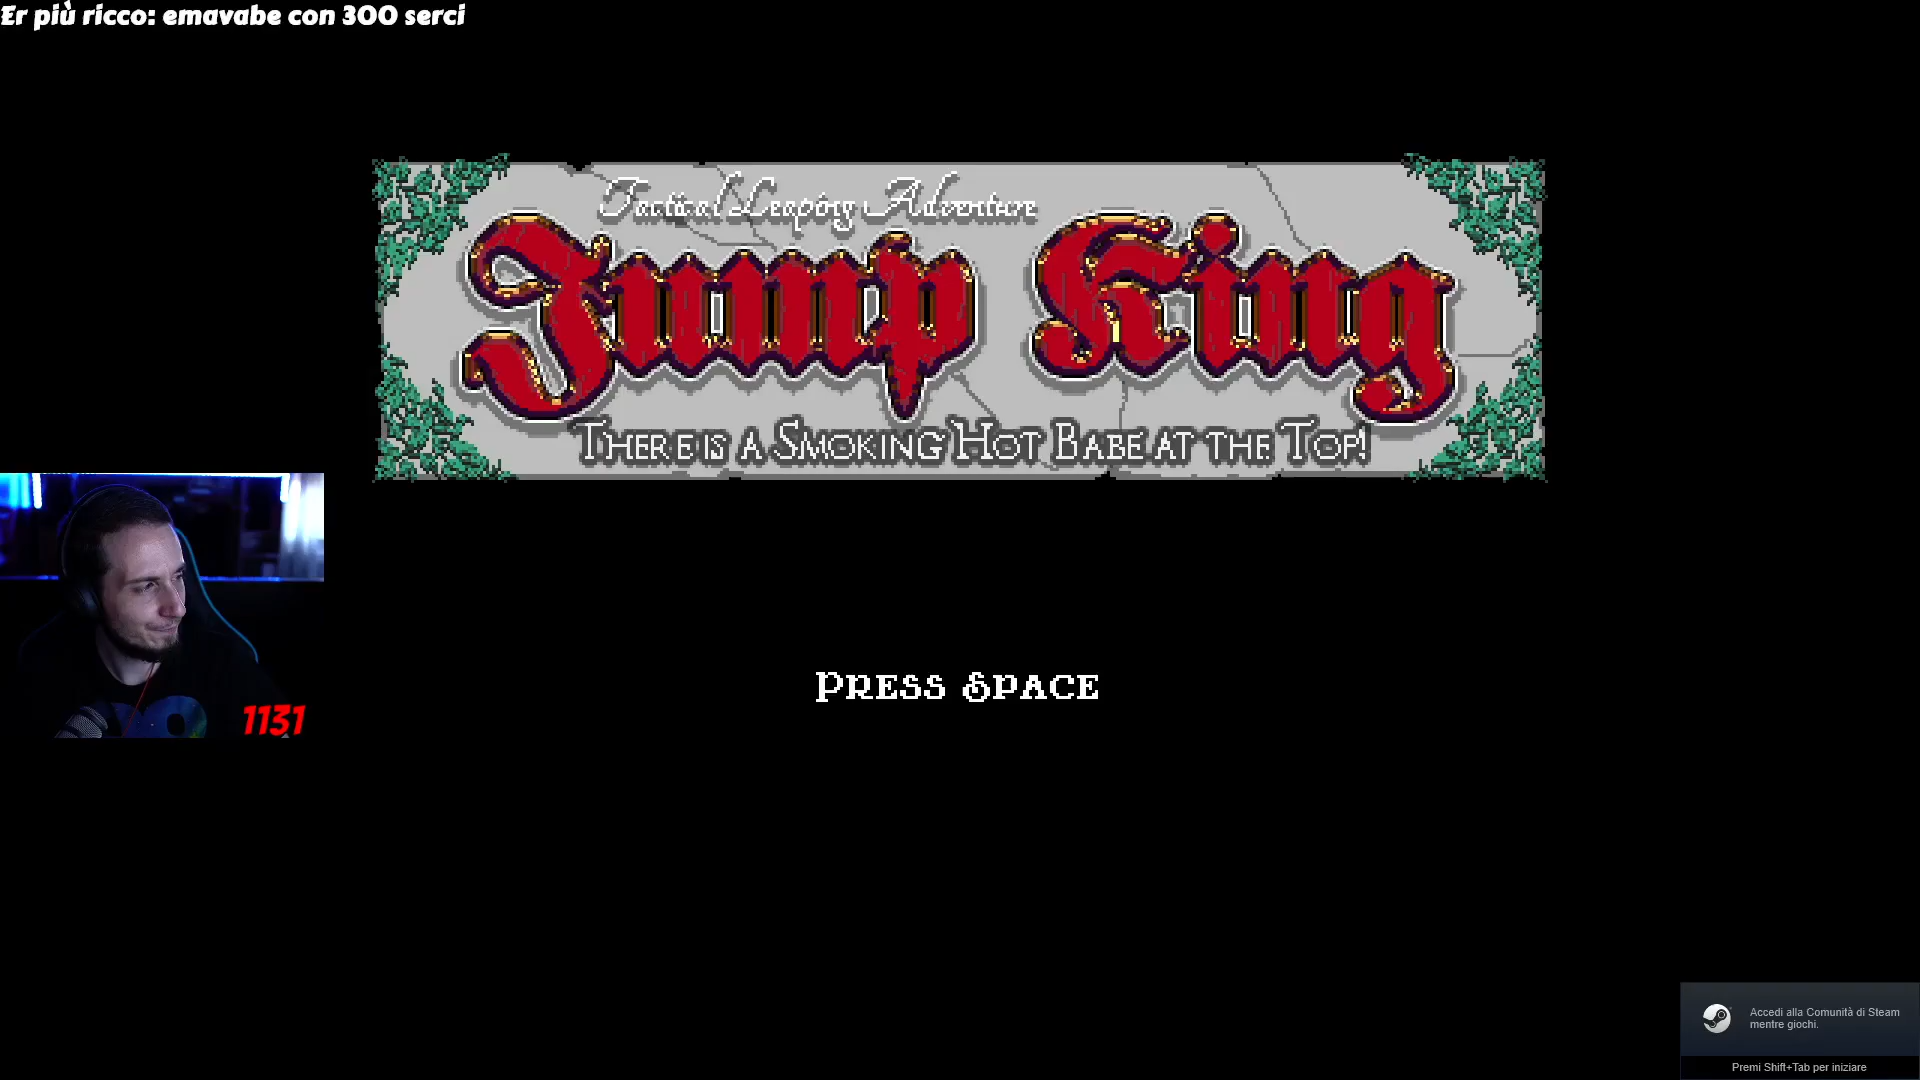 Er più ricco: emavabe con 300 serci
Tactical Leaping Adventure
Jump King
There is a Smoking Hot Babe at the Top!
Press Space
1131
Accedi alla Comunità di Steam
mentre giochi.
Premi Shift+Tab per iniziare